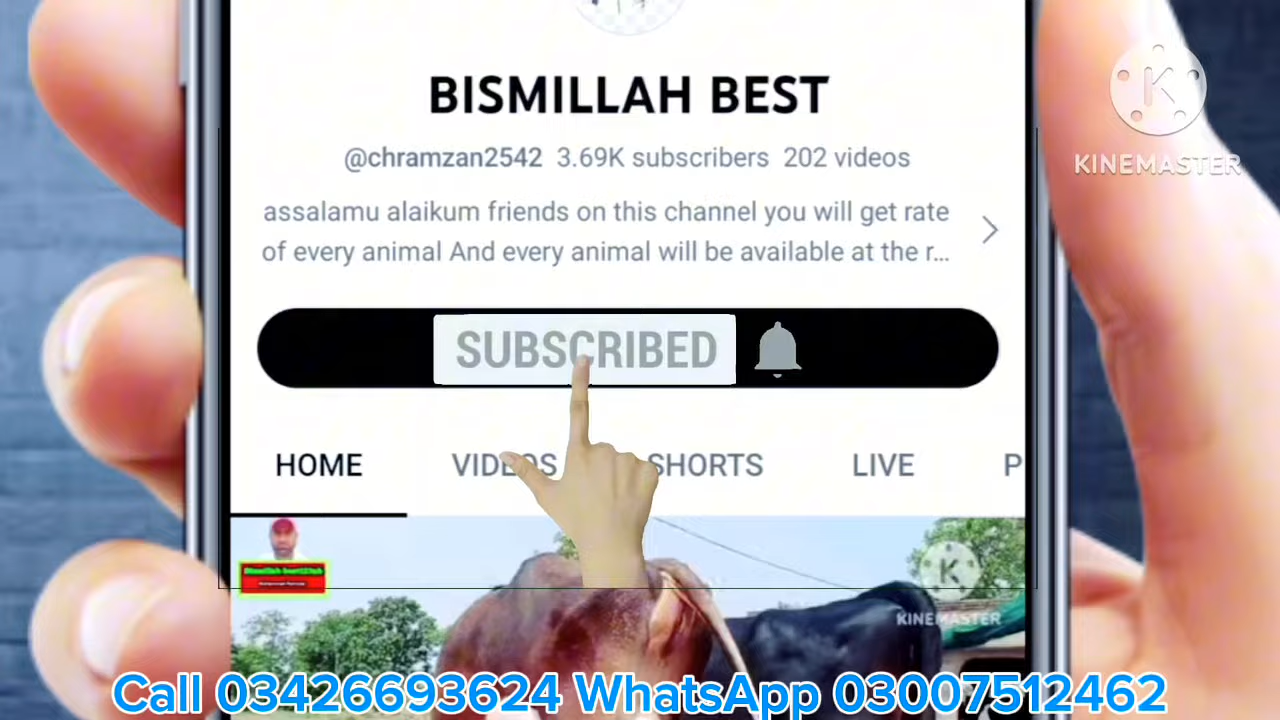 BISMILLAH BEST
@chramzan2542 3.69K subscribers 202 videos
assalamu alaikum friends on this channel you will get rate
of every animal And every animal will be available at the r...
SUBSCRIBED
HOME VIDEOS SHORTS LIVE P
KINEMASTER
KINEMASTER
Call 03426693624 WhatsApp 03007512462